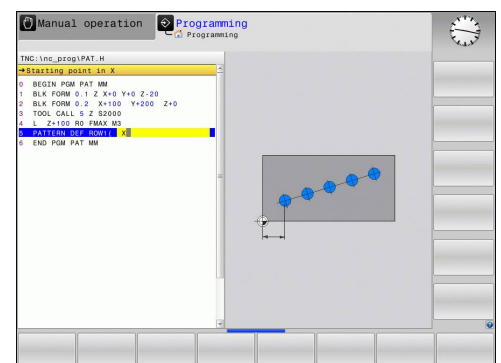 Manual operation
Programming
Programming
TNC:\nc_prog\PAT.H
→Starting point in X
0 BEGIN PGM PAT MM
1 BLK FORM 0.1 Z X+0 Y+0 Z-20
2 BLK FORM 0.2 X+100 Y+200 Z+0
3 TOOL CALL 5 Z S2000
4 L Z+100 R0 FMAX M3
5 PATTERN DEF ROW1( X
6 END PGM PAT MM